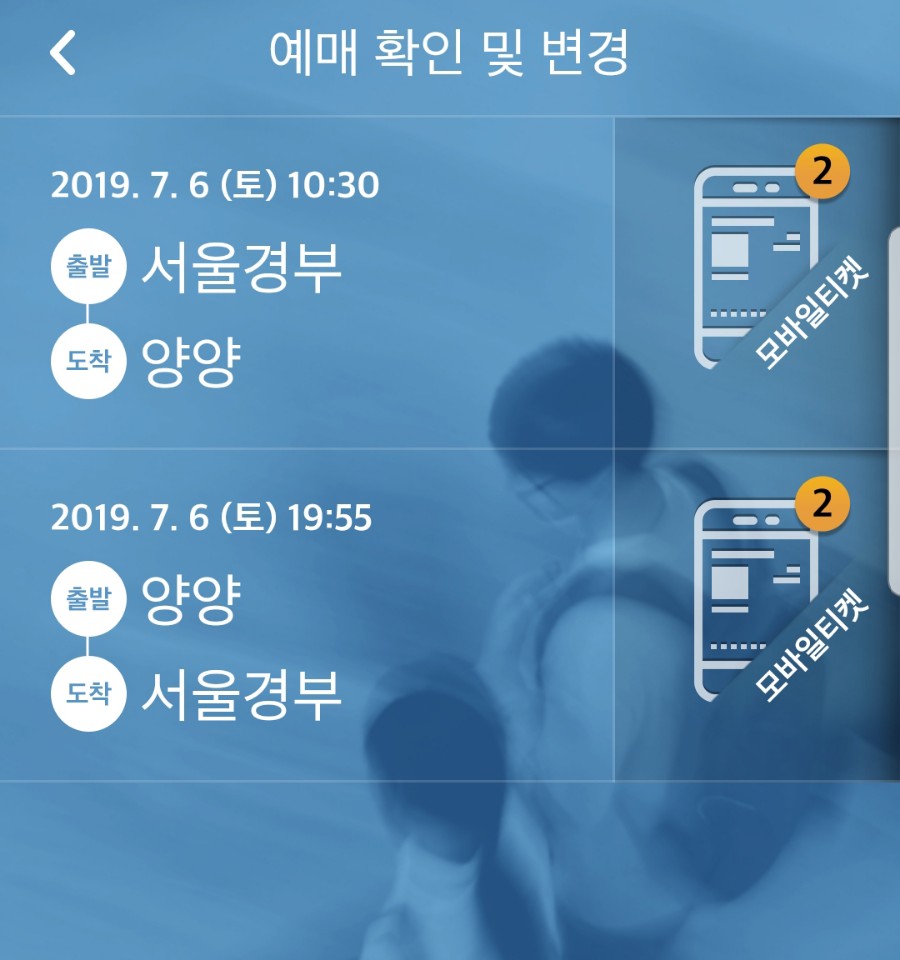 예매 확인 및 변경
2019. 7. 6 (토) 10:30
2
출발 서울경부
모바일티켓
도착 양양
2019. 7. 6 (토) 19:55
2
출발 양양
모바일티켓
도착 서울경부